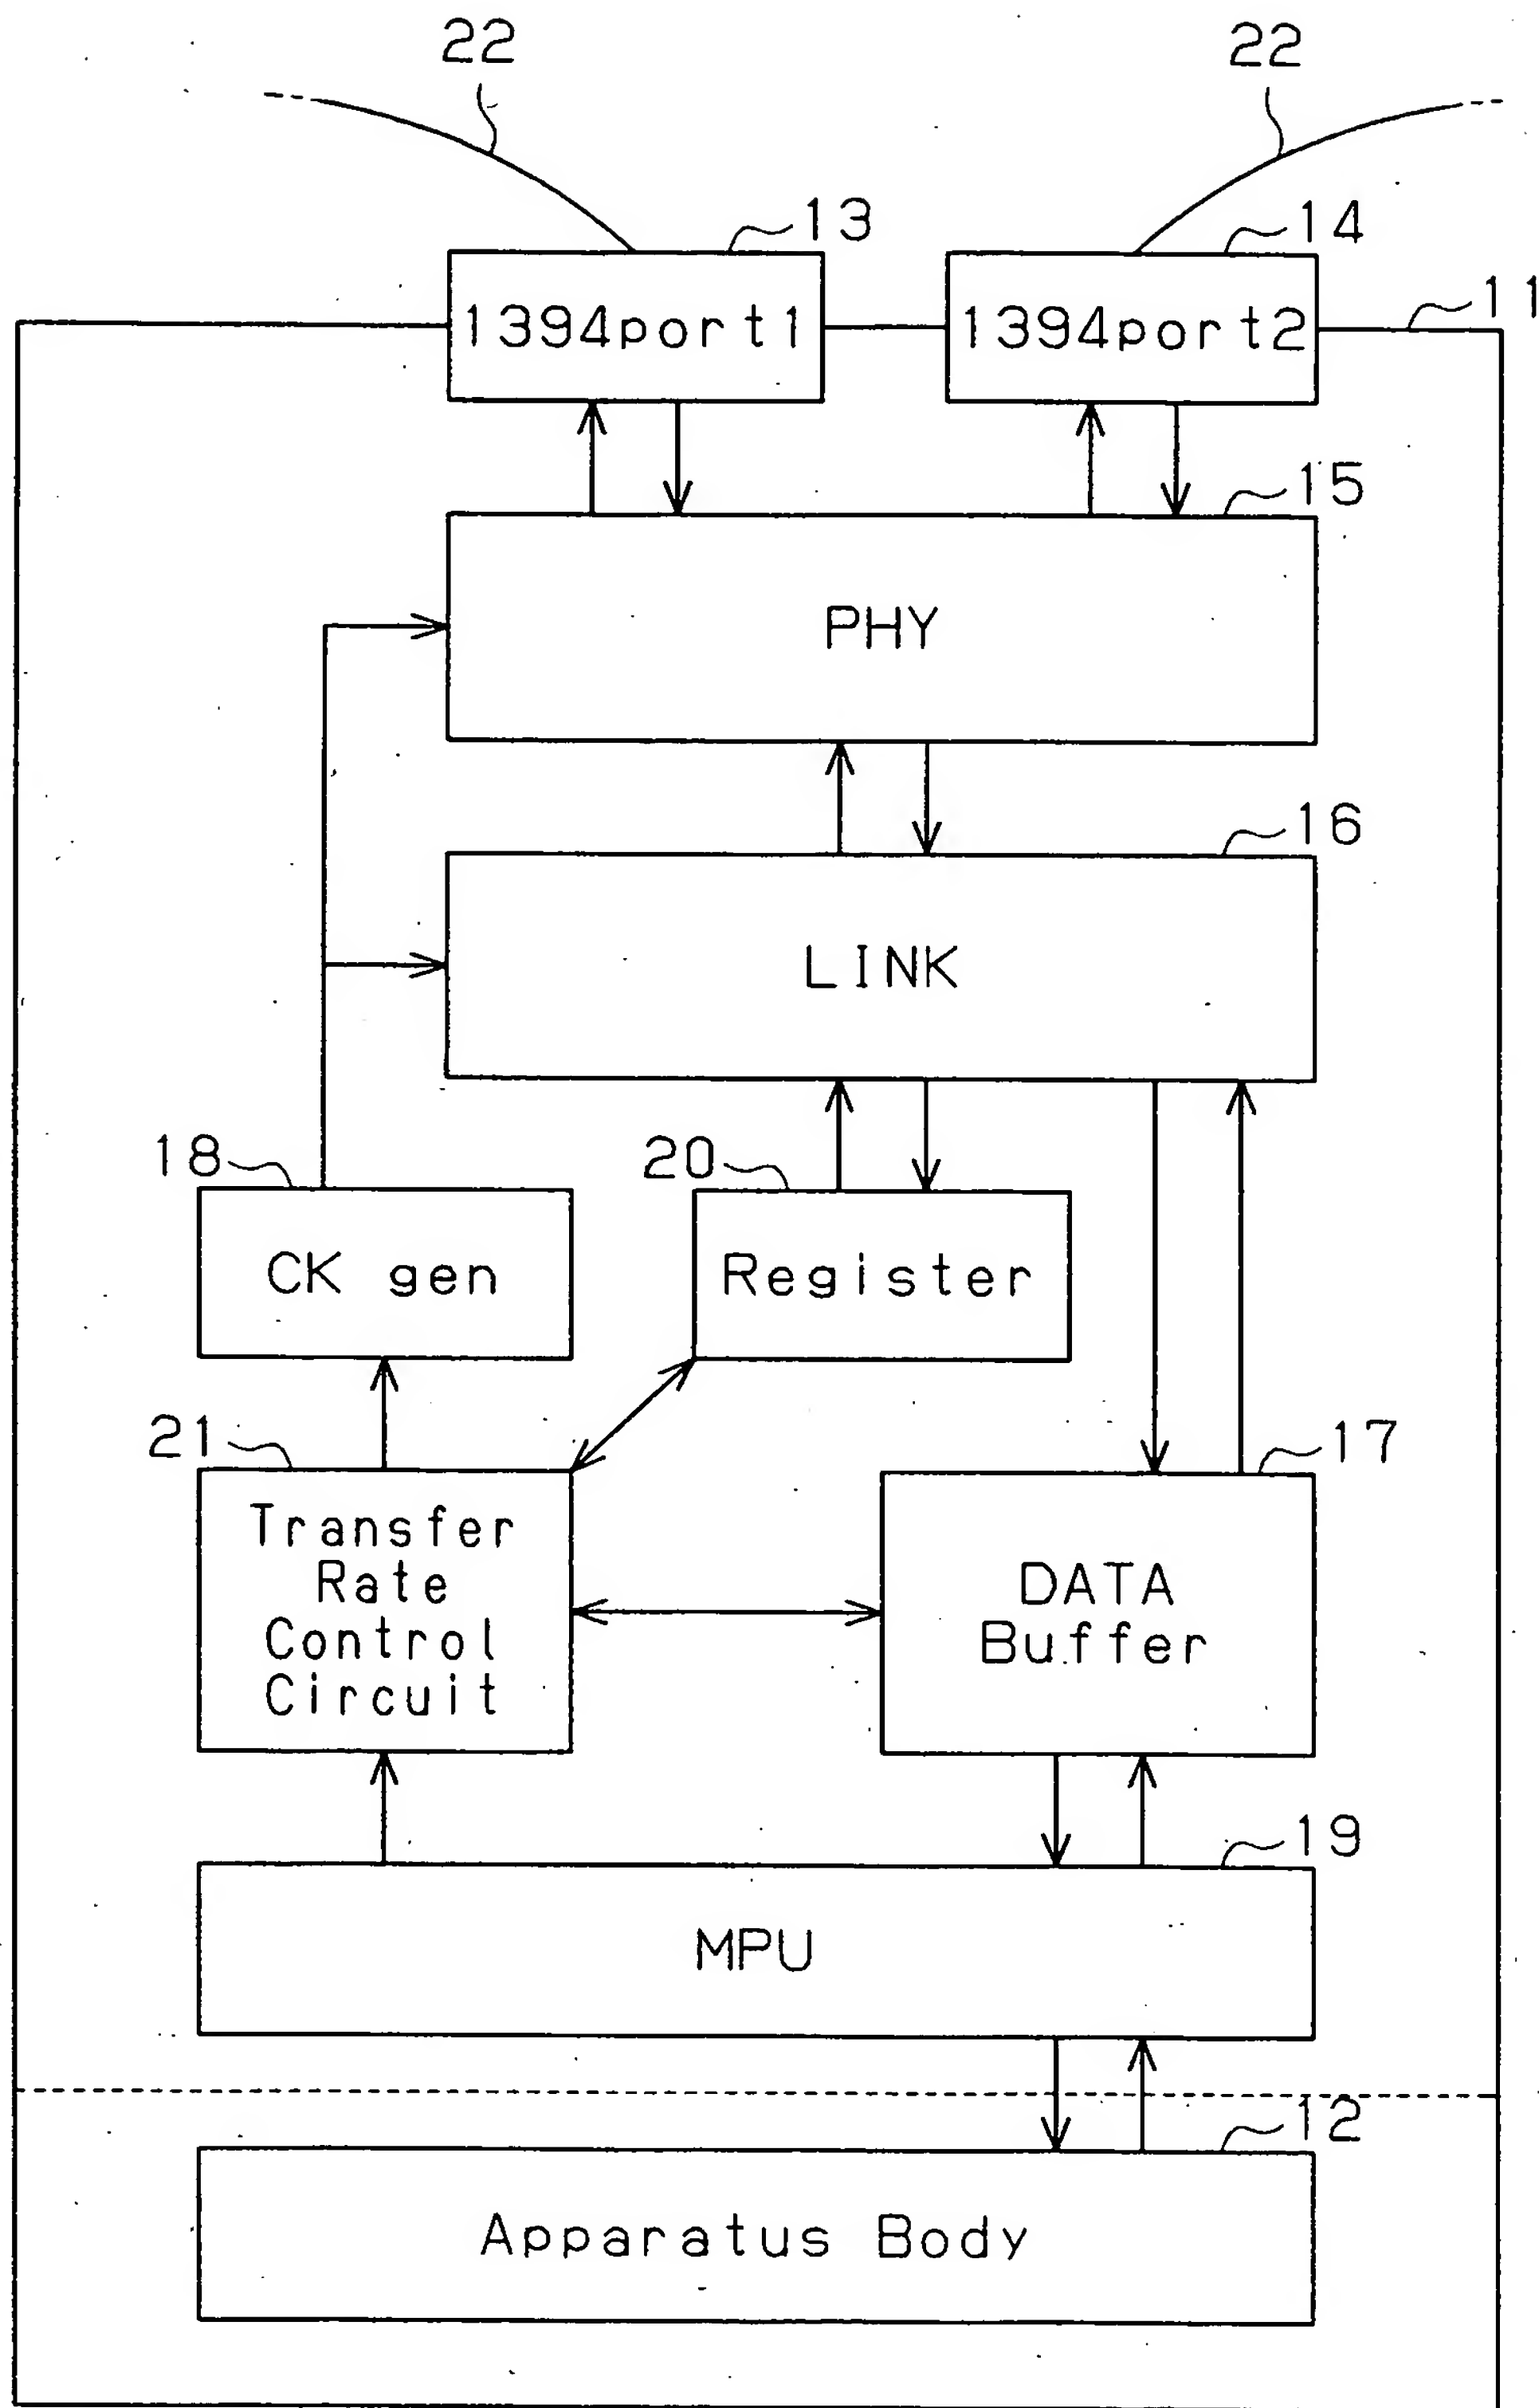 22 22
13 14
11
1394port1 1394port2
15
PHY
16
LINK
18 20
CK gen Register
21 17
Transfer
Rate
Control
Circuit
DATA
Buffer
19
MPU
12
Apparatus Body